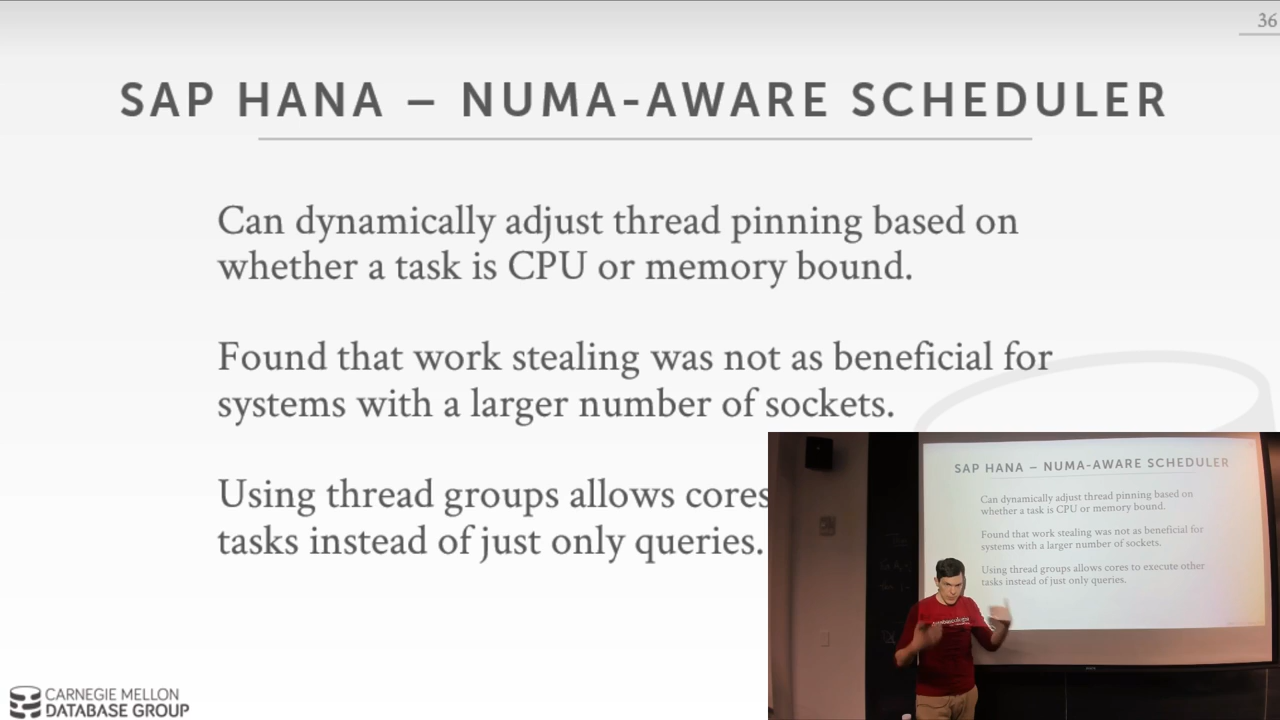 36
SAP HANA – NUMA-AWARE SCHEDULER
Can dynamically adjust thread pinning based on
whether a task is CPU or memory bound.
Found that work stealing was not as beneficial for
systems with a larger number of sockets.
Using thread groups allows cores
tasks instead of just only queries.
CARNEGIE MELLON
DATABASE GROUP
SAP HANA – NUMA-AWARE SCHEDULER
Can dynamically adjust thread pinning based on
whether a task is CPU or memory bound.
Found that work stealing was not as beneficial for
systems with a larger number of sockets.
Using thread groups allows cores to execute other
tasks instead of just only queries.